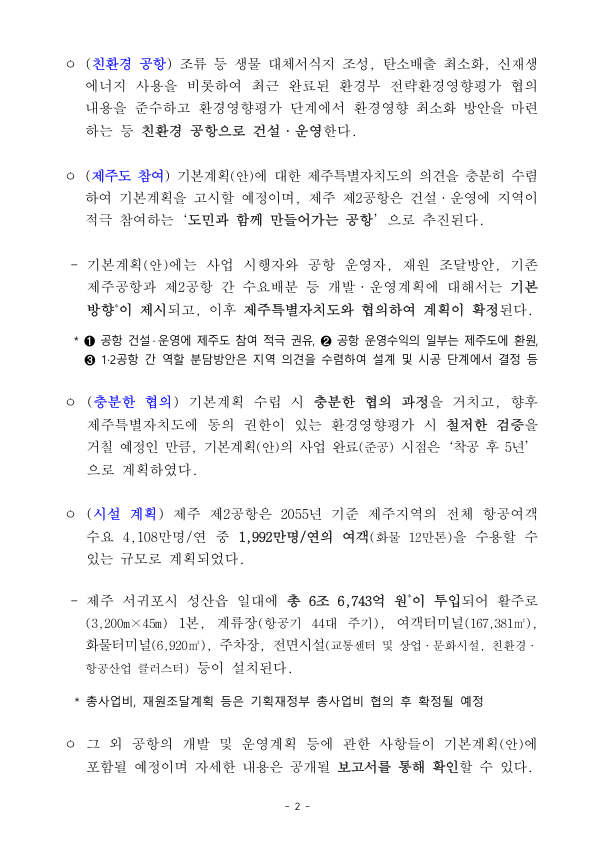 ○ (친환경 공항) 조류 등 생물 대체서식지 조성, 탄소배출 최소화, 신재생
에너지 사용을 비롯하여 최근 완료된 환경부 전략환경영향평가 협의
내용을 준수하고 환경영향평가 단계에서 환경영향 최소화 방안을 마련
하는 등 친환경 공항으로 건설·운영한다.
○ (제주도 참여) 기본계획(안)에 대한 제주특별자치도의 의견을 충분히 수렴
하여 기본계획을 고시할 예정이며, 제주 제2공항은 건설·운영에 지역이
적극 참여하는 ‘도민과 함께 만들어가는 공항’ 으로 추진된다.
- 기본계획(안)에는 사업 시행자와 공항 운영자, 재원 조달방안, 기존
제주공항과 제2공항 간 수요배분 등 개발·운영계획에 대해서는 기본
방향*이 제시되고, 이후 제주특별자치도와 협의하여 계획이 확정된다.
* ❶ 공항 건설·운영에 제주도 참여 적극 권유, ❷ 공항 운영수익의 일부는 제주도에 환원,
❸ 1·2공항 간 역할 분담방안은 지역 의견을 수렴하여 설계 및 시공 단계에서 결정 등
○ (충분한 협의) 기본계획 수립 시 충분한 협의 과정을 거치고, 향후
제주특별자치도에 동의 권한이 있는 환경영향평가 시 철저한 검증을
거칠 예정인 만큼, 기본계획(안)의 사업 완료(준공) 시점은 ‘착공 후 5년’
으로 계획하였다.
○ (시설 계획) 제주 제2공항은 2055년 기준 제주지역의 전체 항공여객
수요 4,108만명/연 중 1,992만명/연의 여객(화물 12만톤)을 수용할 수
있는 규모로 계획되었다.
- 제주 서귀포시 성산읍 일대에 총 6조 6,743억 원*이 투입되어 활주로
(3,200m×45m) 1본, 계류장(항공기 44대 주기), 여객터미널(167,381㎡),
화물터미널(6,920㎡), 주차장, 전면시설(교통센터 및 상업·문화시설, 친환경·
항공산업 클러스터) 등이 설치된다.
* 총사업비, 재원조달계획 등은 기획재정부 총사업비 협의 후 확정될 예정
○ 그 외 공항의 개발 및 운영계획 등에 관한 사항들이 기본계획(안)에
포함될 예정이며 자세한 내용은 공개될 보고서를 통해 확인할 수 있다.
- 2 -